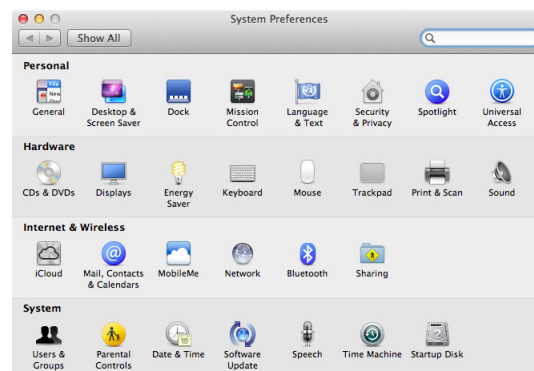 System Preferences
Show All
Personal
General
Desktop & Screen Saver
Dock
Mission Control
Language & Text
Security & Privacy
Spotlight
Universal Access
Hardware
CDs & DVDs
Displays
Energy Saver
Keyboard
Mouse
Trackpad
Print & Scan
Sound
Internet & Wireless
iCloud
Mail, Contacts & Calendars
MobileMe
Network
Bluetooth
Sharing
System
Users & Groups
Parental Controls
Date & Time
Software Update
Speech
Time Machine
Startup Disk